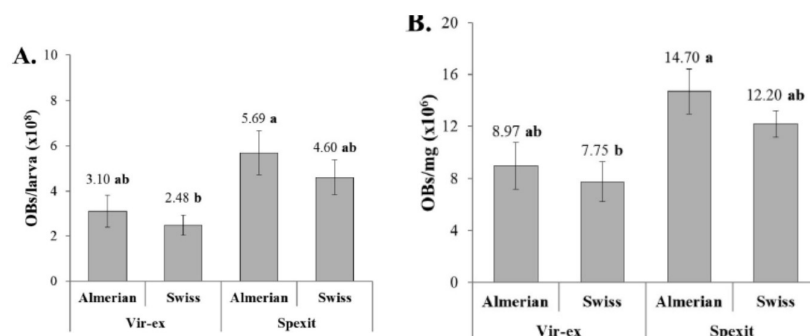 A.
OBs/larva (x10⁸)
10
8
6
4
2
0
3.10 ab
2.48 b
5.69 a
4.60 ab
Almerian Swiss Almerian Swiss
Vir-ex Spexit
B.
OBs/mg (x10⁶)
20
16
12
8
4
0
8.97 ab
7.75 b
14.70 a
12.20 ab
Almerian Swiss Almerian Swiss
Vir-ex Spexit